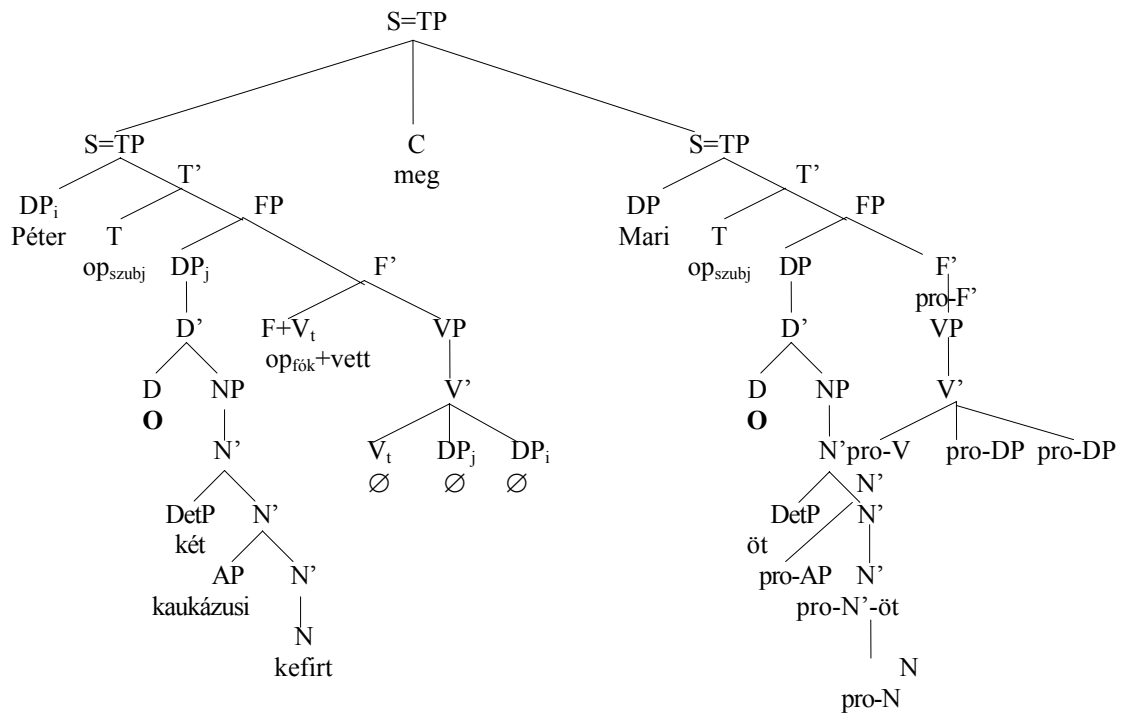 S=TP
S=TP C S=TP
meg
T’ T’
DPi FP DP FP
Péter T Mari T
opszubj DPj F’ opszubj DP F’
pro-F’
D’ F+Vt VP D’ VP
opfók+vett
D NP V’ D NP V’
O O
N’ Vt DPj DPi N’ pro-V pro-DP pro-DP
∅ ∅ ∅ N’
DetP N’ DetP N’
két öt
AP N’ pro-AP N’
kaukázusi pro-N’-öt
N N
kefirt pro-N